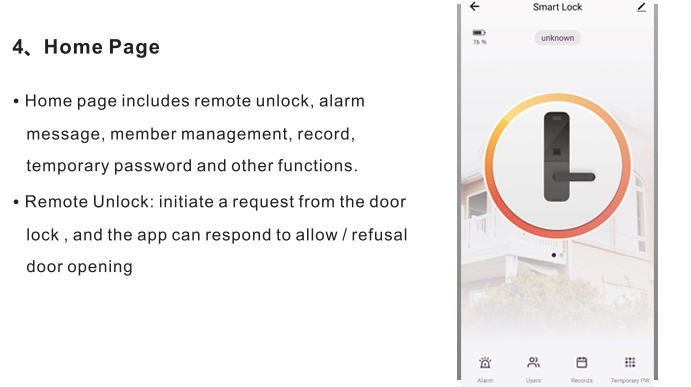 4、Home Page
• Home page includes remote unlock, alarm
message, member management, record,
temporary password and other functions.
• Remote Unlock: initiate a request from the door
lock , and the app can respond to allow / refusal
door opening
Smart Lock
76 %
unknown
Alarm
Users
Records
Temporary PW